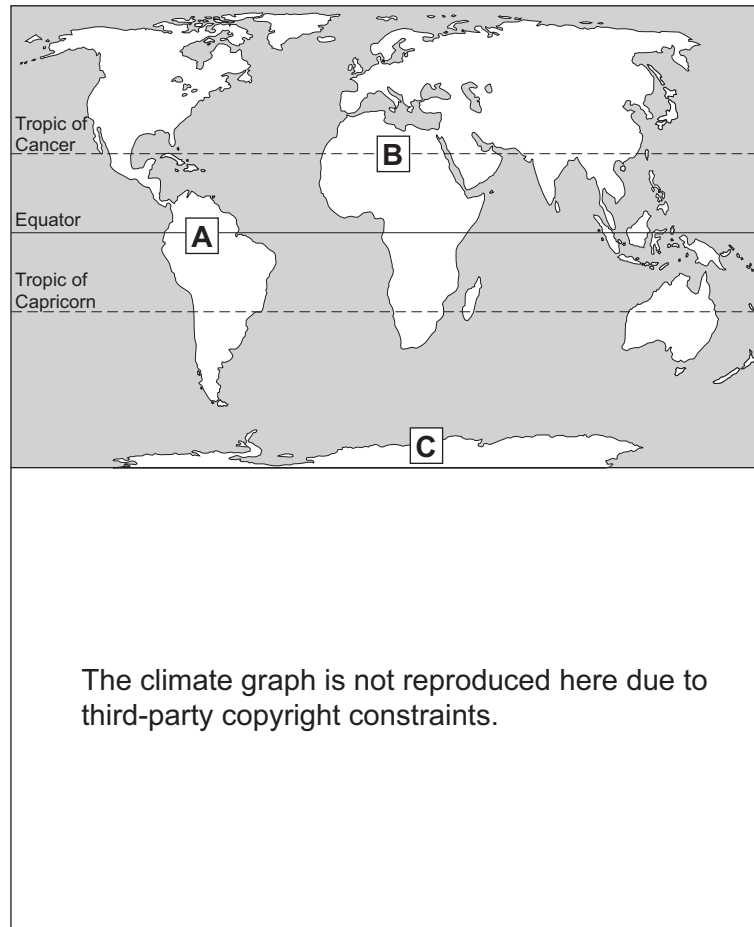 Tropic of
Cancer
B
Equator
A
Tropic of
Capricorn
C
The climate graph is not reproduced here due to
third-party copyright constraints.